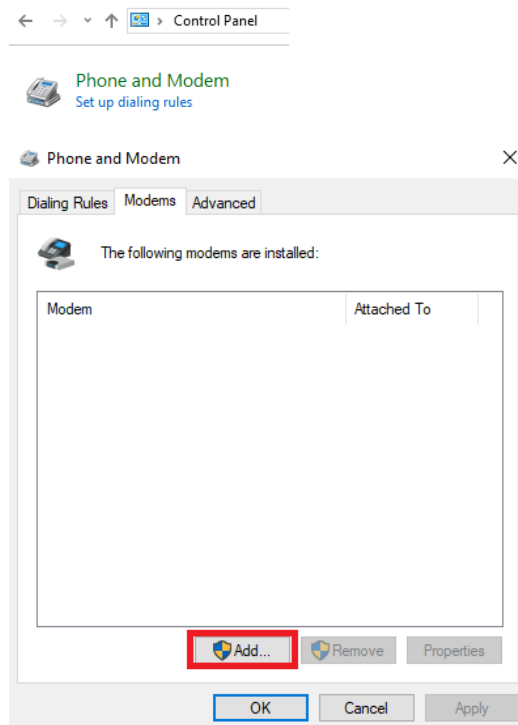 Control Panel
Phone and Modem
Set up dialing rules
Phone and Modem
Dialing Rules Modems Advanced
The following modems are installed:
Modem Attached To
Add... Remove Properties
OK Cancel Apply